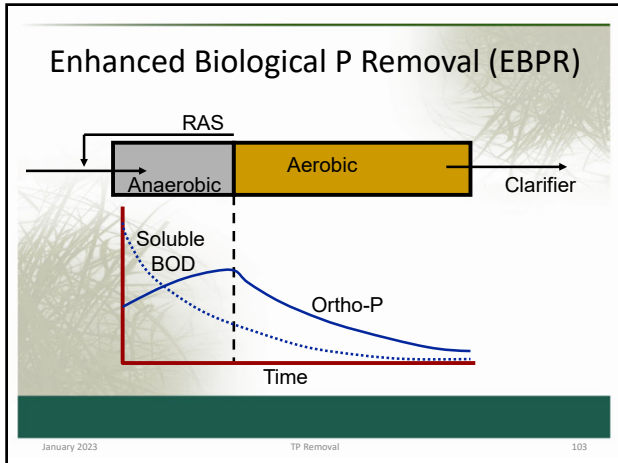 Enhanced Biological P Removal (EBPR)
RAS
Anaerobic
Aerobic
Clarifier
Soluble
BOD
Ortho-P
Time
January 2023
TP Removal
103